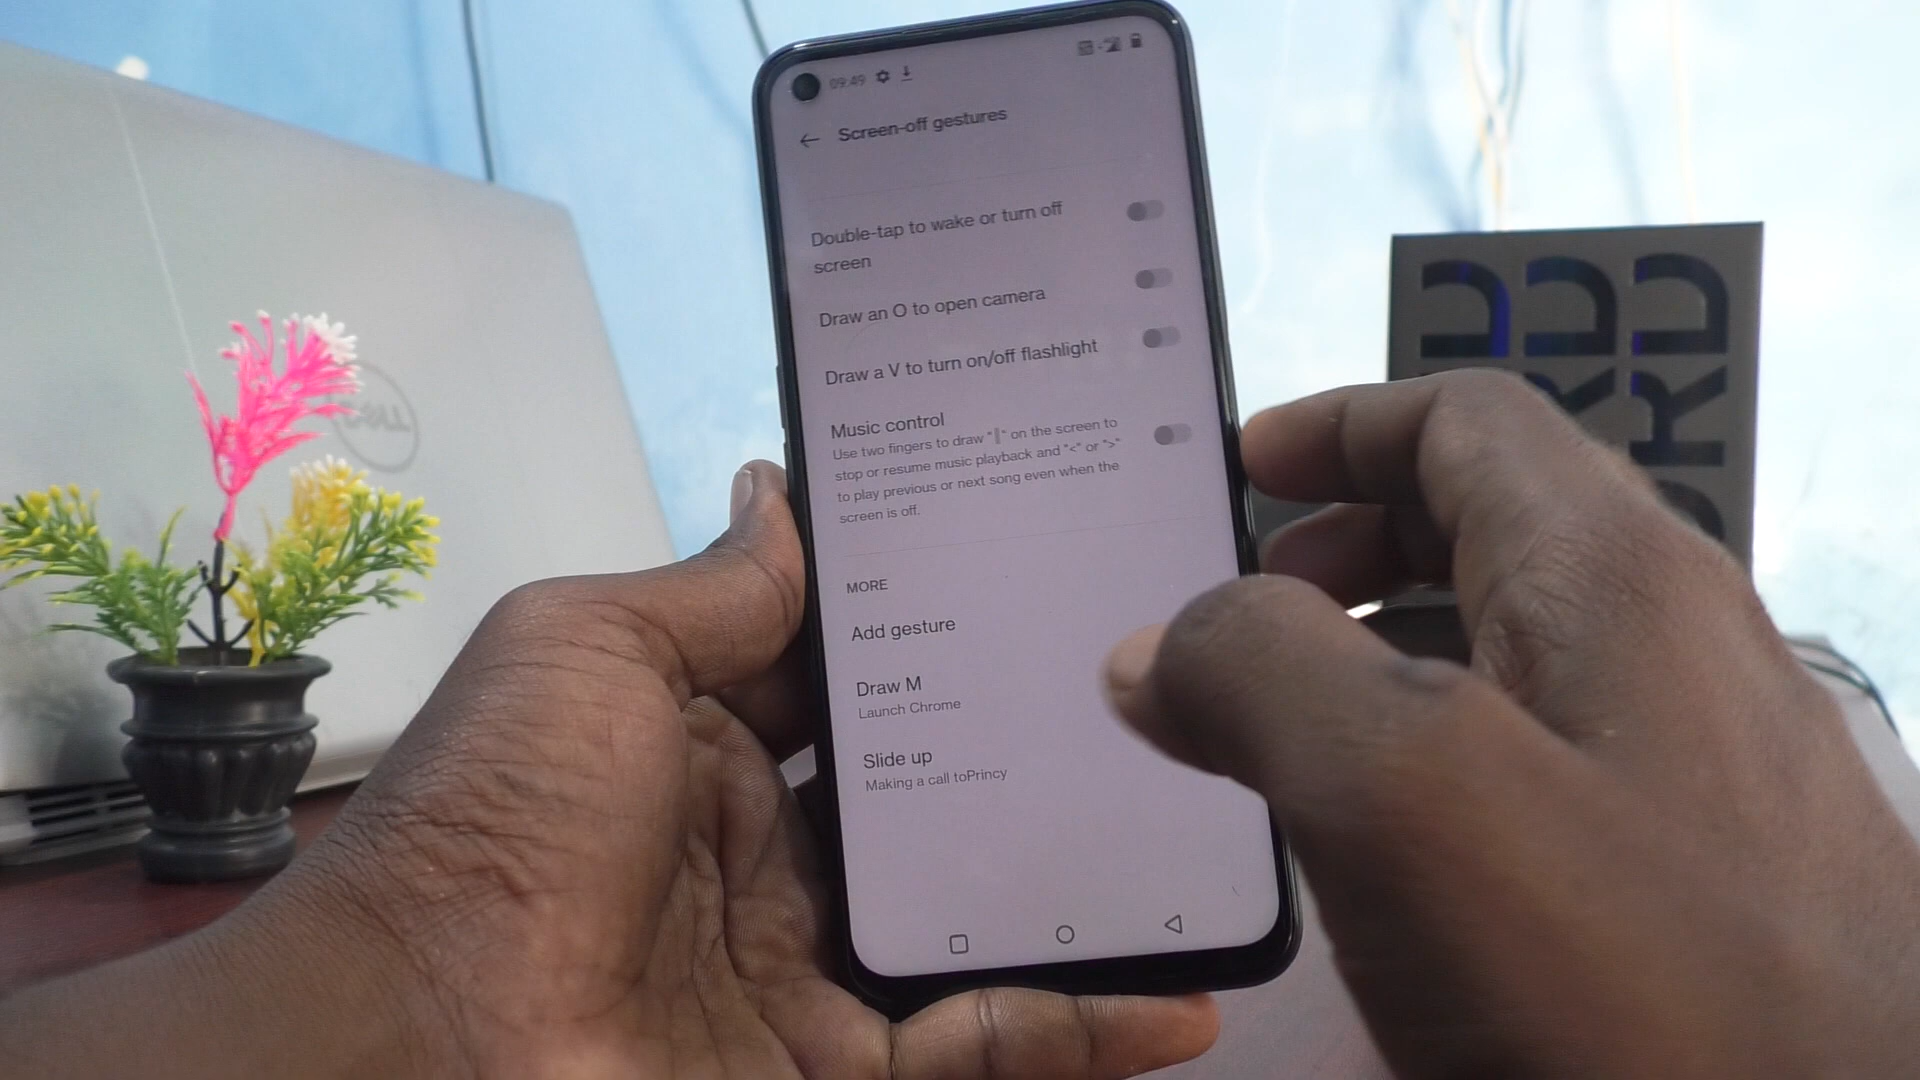 09:49
Screen-off gestures
Double-tap to wake or turn off
screen
Draw an O to open camera
Draw a V to turn on/off flashlight
Music control
Use two fingers to draw "||" on the screen to
stop or resume music playback and "<" or ">"
to play previous or next song even when the
screen is off.
MORE
Add gesture
Draw M
Launch Chrome
Slide up
Making a call toPrincy
DELL